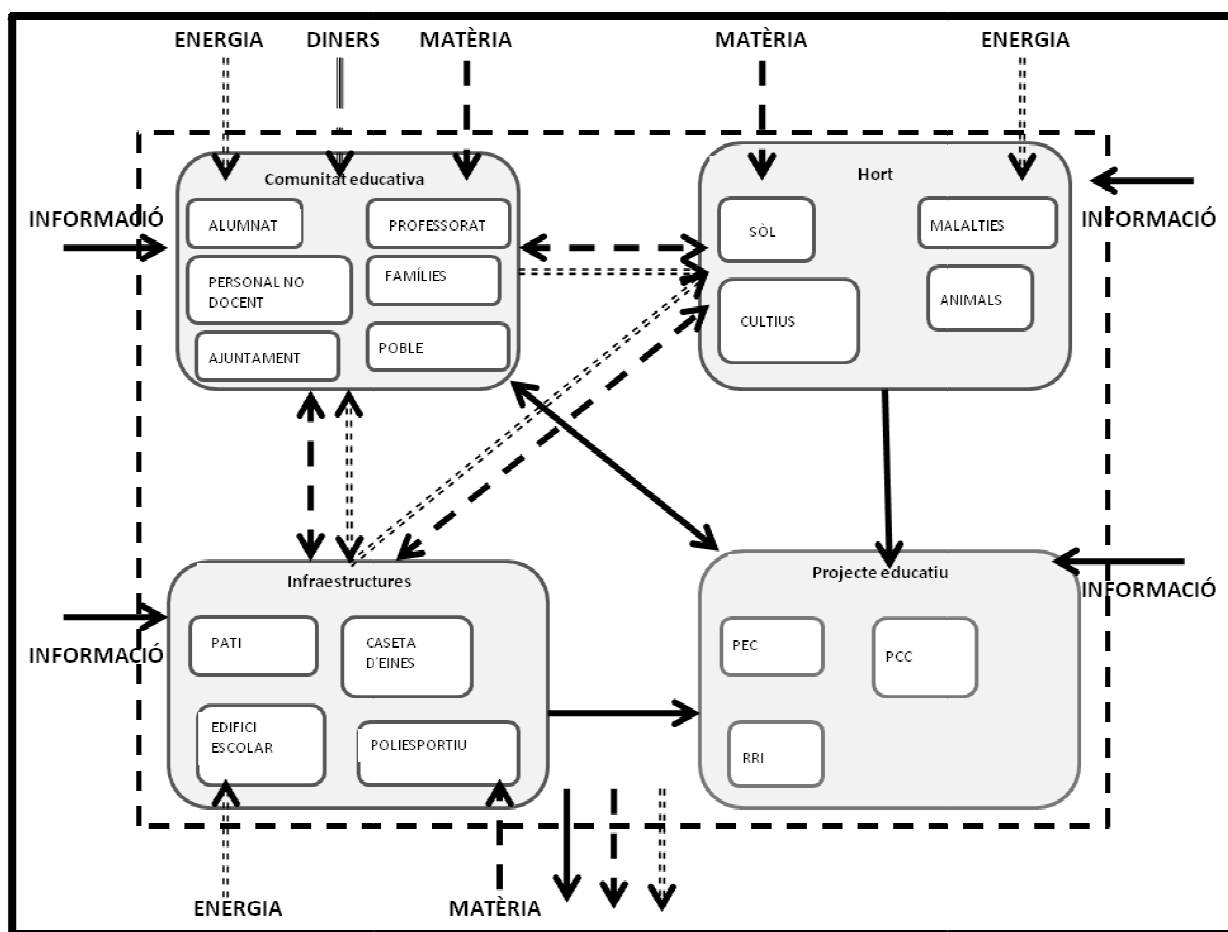 ENERGIA
DINERS
MATÈRIA
MATÈRIA
ENERGIA
Comunitat educativa
Hort
INFORMACIÓ
INFORMACIÓ
ALUMNAT
PROFESSORAT
PERSONAL NO
DOCENT
FAMÍLIES
AJUNTAMENT
POBLE
SÒL
MALALTIES
CULTIUS
ANIMALS
Infraestructures
Projecte educatiu
INFORMACIÓ
INFORMACIÓ
PATI
CASETA
D'EINES
EDIFICI
ESCOLAR
POLIESPORTIU
PEC
PCC
RRI
ENERGIA
MATÈRIA